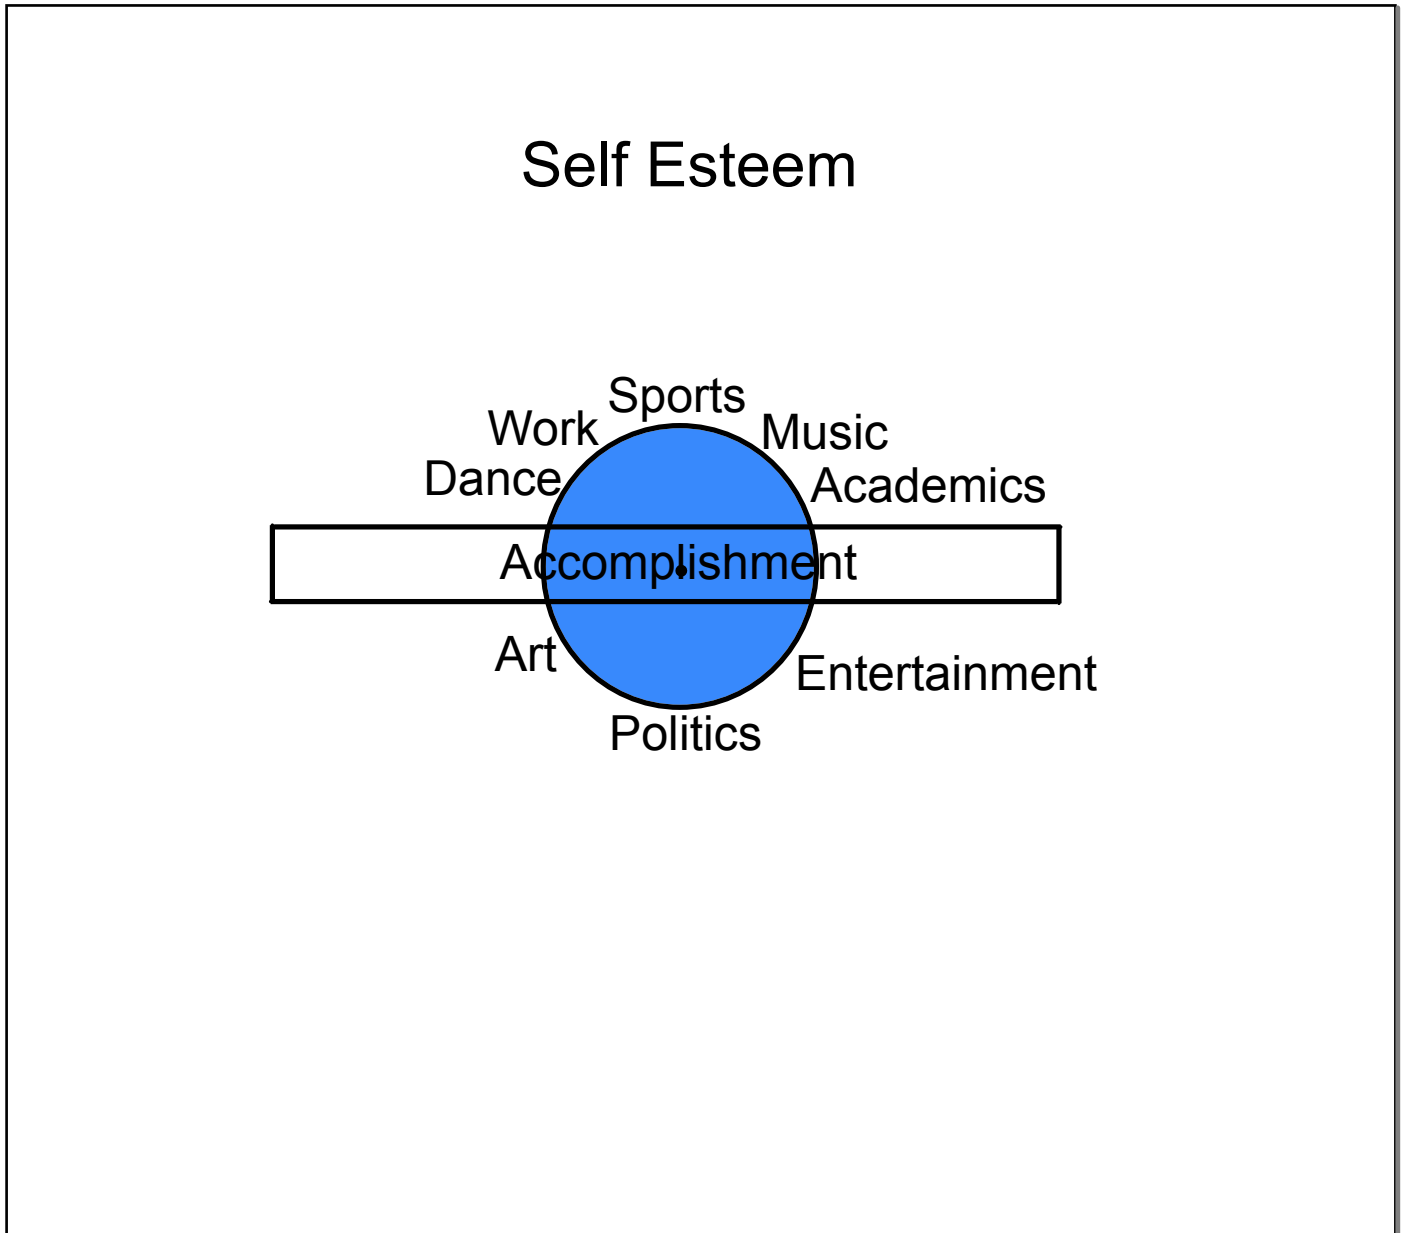 Self Esteem
Sports
Work
Music
Dance
Academics
Accomplishment
Art
Entertainment
Politics